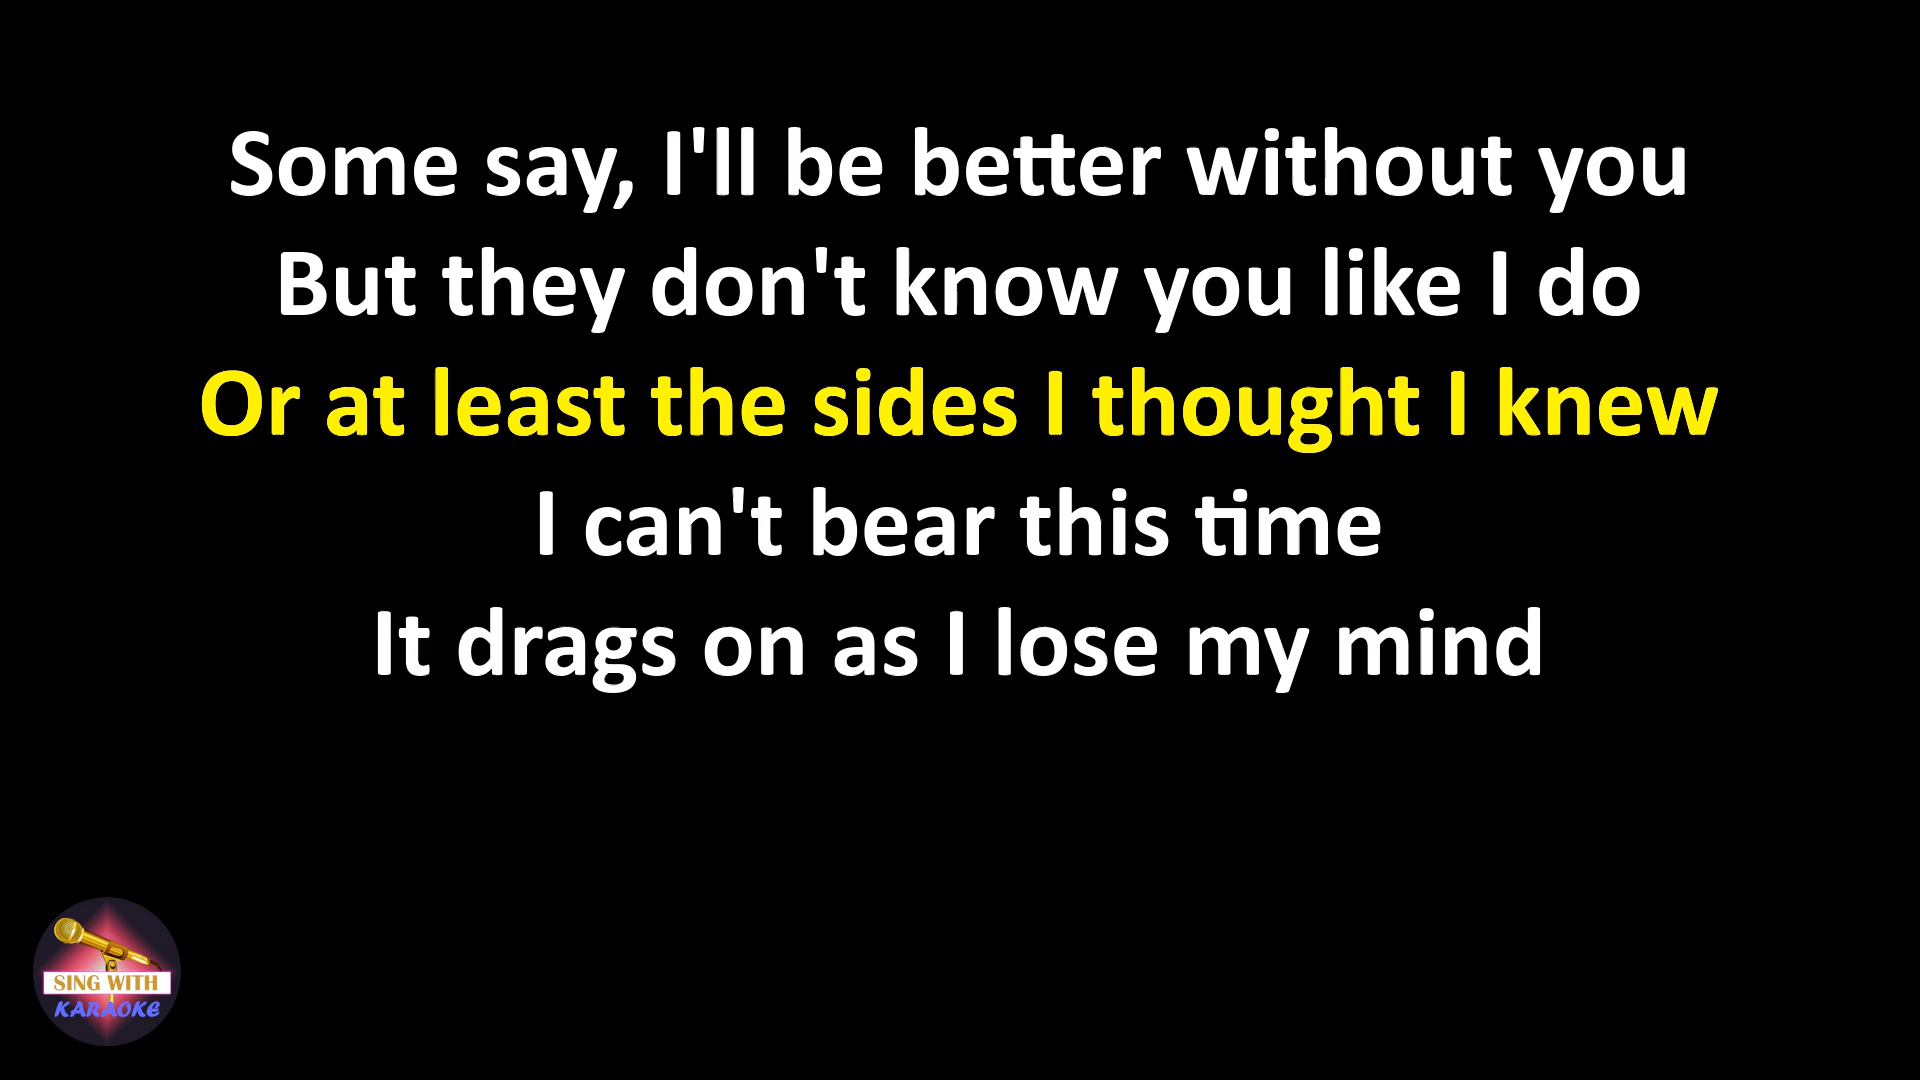 Some say, I'll be better without you
But they don't know you like I do
Or at least the sides I thought I knew
I can't bear this time
It drags on as I lose my mind
SING WITH
KARAOKE